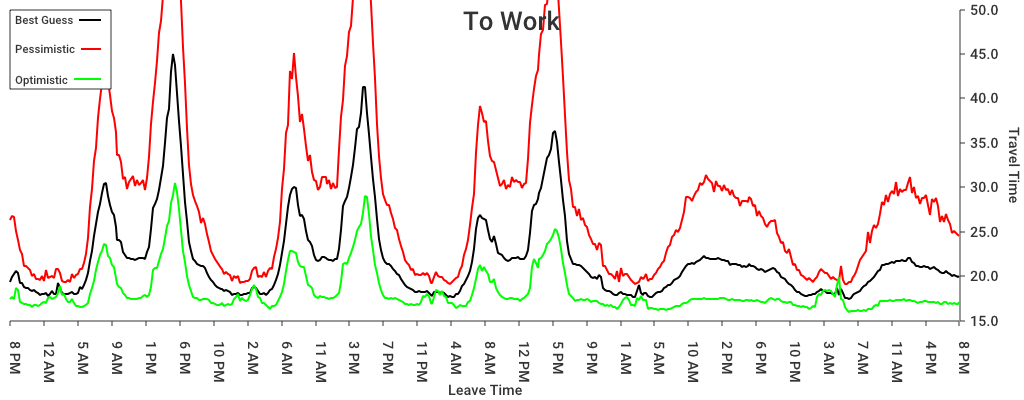 To Work
Best Guess
Pessimistic
Optimistic
50.0
45.0
40.0
35.0
30.0
25.0
20.0
15.0
Travel Time
8 PM 12 AM 5 AM 9 AM 1 PM 6 PM 10 PM 2 AM 6 AM 11 AM 3 PM 7 PM 11 PM 4 AM 8 AM 12 PM 5 PM 9 PM 1 AM 5 AM 10 AM 2 PM 6 PM 10 PM 3 AM 7 AM 11 AM 4 PM 8 PM
Leave Time